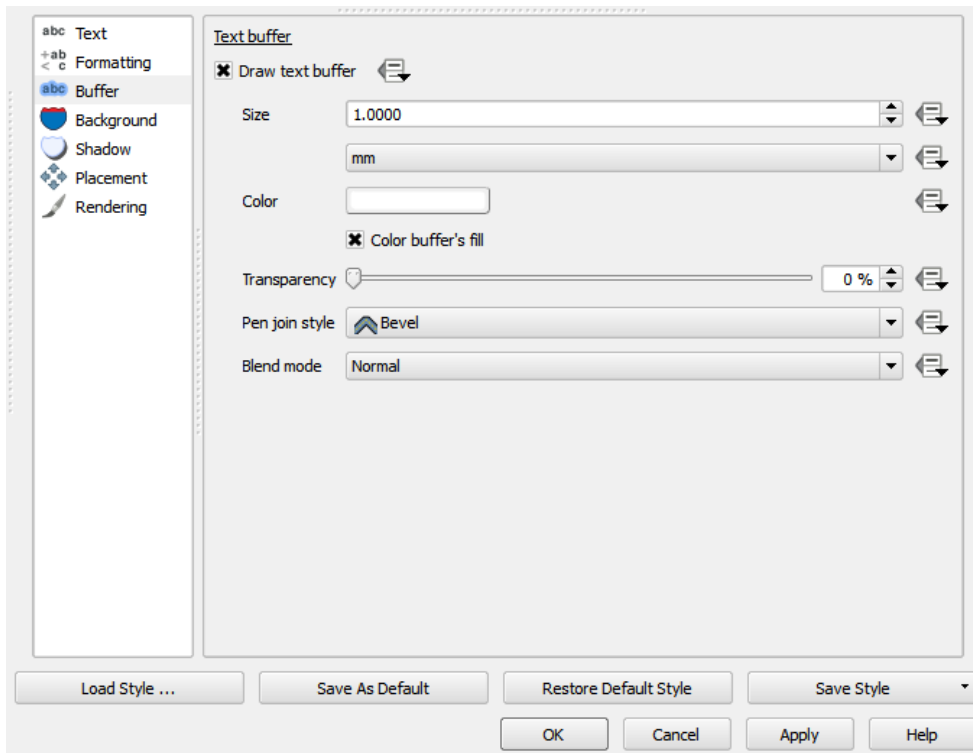 abc Text
+ab
< c Formatting
abc Buffer
Background
Shadow
Placement
Rendering
Text buffer
Draw text buffer
Size 1.0000
mm
Color
Color buffer's fill
Transparency 0 %
Pen join style Bevel
Blend mode Normal
Load Style ... Save As Default Restore Default Style Save Style
OK Cancel Apply Help